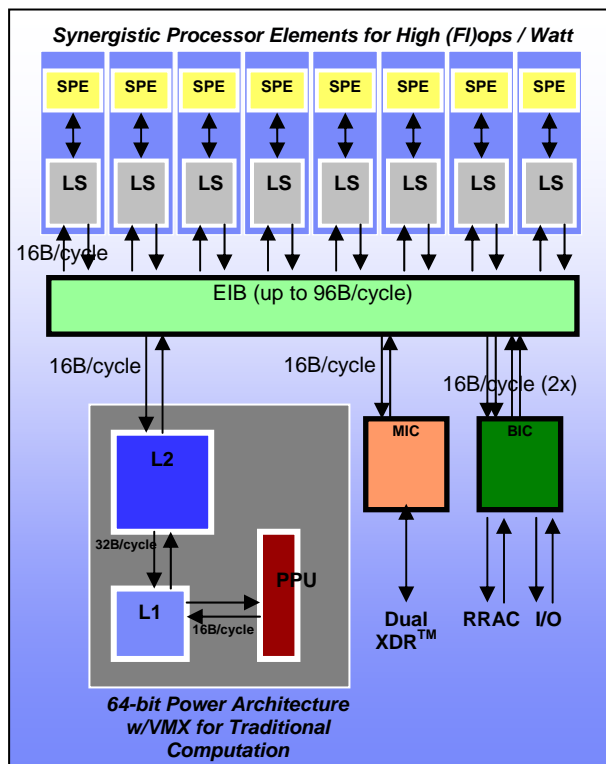 Synergistic Processor Elements for High (Fl)ops / Watt
SPE SPE SPE SPE SPE SPE SPE SPE
LS LS LS LS LS LS LS LS
16B/cycle
EIB (up to 96B/cycle)
16B/cycle 16B/cycle 16B/cycle (2x)
L2 MIC BIC
32B/cycle
PPU
L1
16B/cycle
Dual
XDR™
RRAC I/O
64-bit Power Architecture
w/VMX for Traditional
Computation